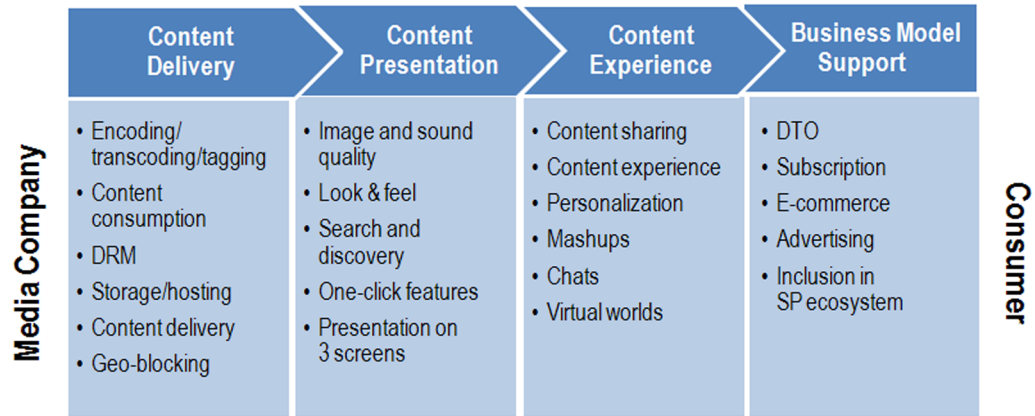 Media Company
Content
Delivery
• Encoding/
transcoding/tagging
• Content
consumption
• DRM
• Storage/hosting
• Content delivery
• Geo-blocking
Content
Presentation
• Image and sound
quality
• Look & feel
• Search and
discovery
• One-click features
• Presentation on
3 screens
Content
Experience
• Content sharing
• Content experience
• Personalization
• Mashups
• Chats
• Virtual worlds
Business Model
Support
• DTO
• Subscription
• E-commerce
• Advertising
• Inclusion in
SP ecosystem
Consumer